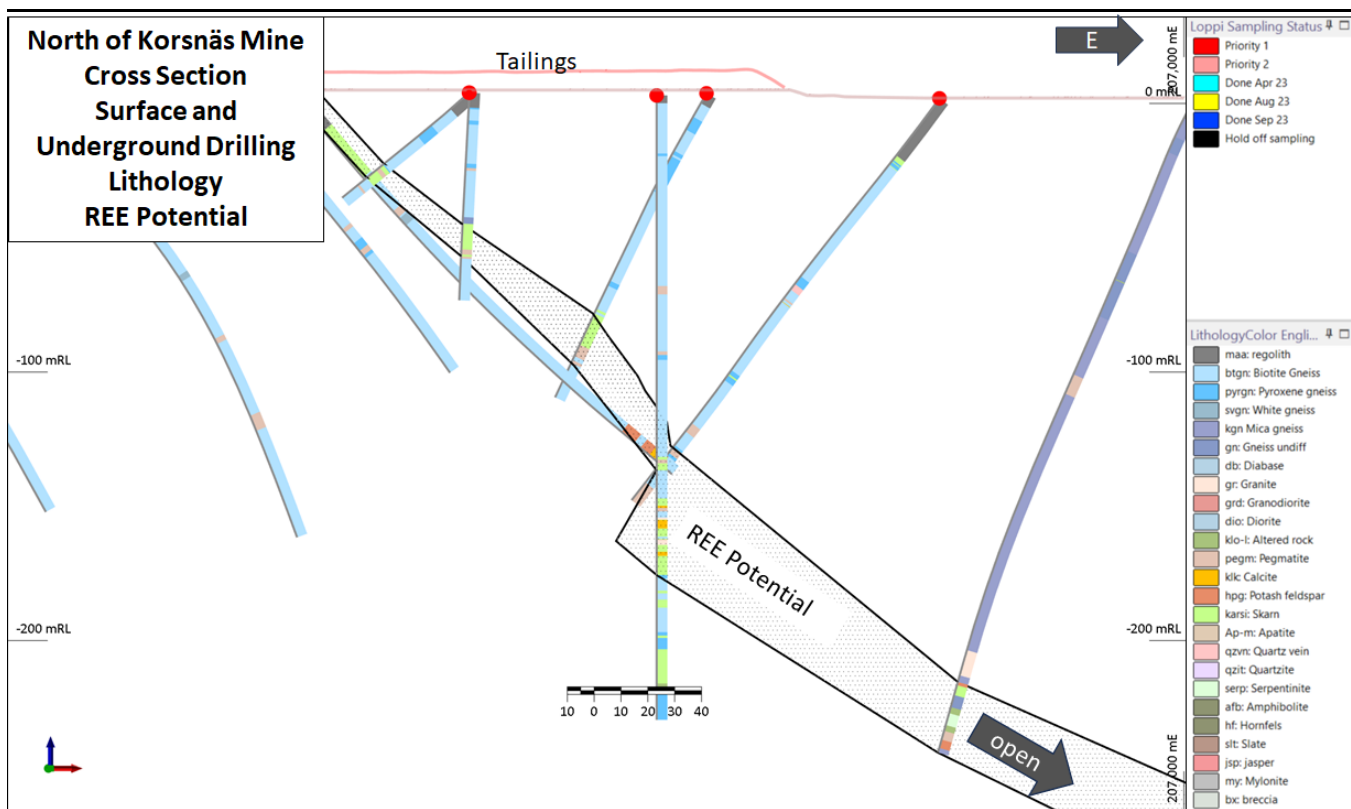 North of Korsnäs Mine
Cross Section
Surface and
Underground Drilling
Lithology
REE Potential
Tailings
E
207,000 mE
0 mRL
-100 mRL
-100 mRL
-200 mRL
-200 mRL
REE Potential
open
10 0 10 20 30 40
207,000 mE
Loppi Sampling Status
Priority 1
Priority 2
Done Apr 23
Done Aug 23
Done Sep 23
Hold off sampling
LithologyColor Engli...
maa: regolith
btgn: Biotite Gneiss
pyrgn: Pyroxene gneiss
svgn: White gneiss
kgn Mica gneiss
gn: Gneiss undiff
db: Diabase
gr: Granite
grd: Granodiorite
dio: Diorite
klo-l: Altered rock
pegm: Pegmatite
klk: Calcite
hpg: Potash feldspar
karsi: Skarn
Ap-m: Apatite
qzvn: Quartz vein
qzit: Quartzite
serp: Serpentinite
afb: Amphibolite
hf: Hornfels
slt: Slate
jsp: jasper
my: Mylonite
bx: breccia